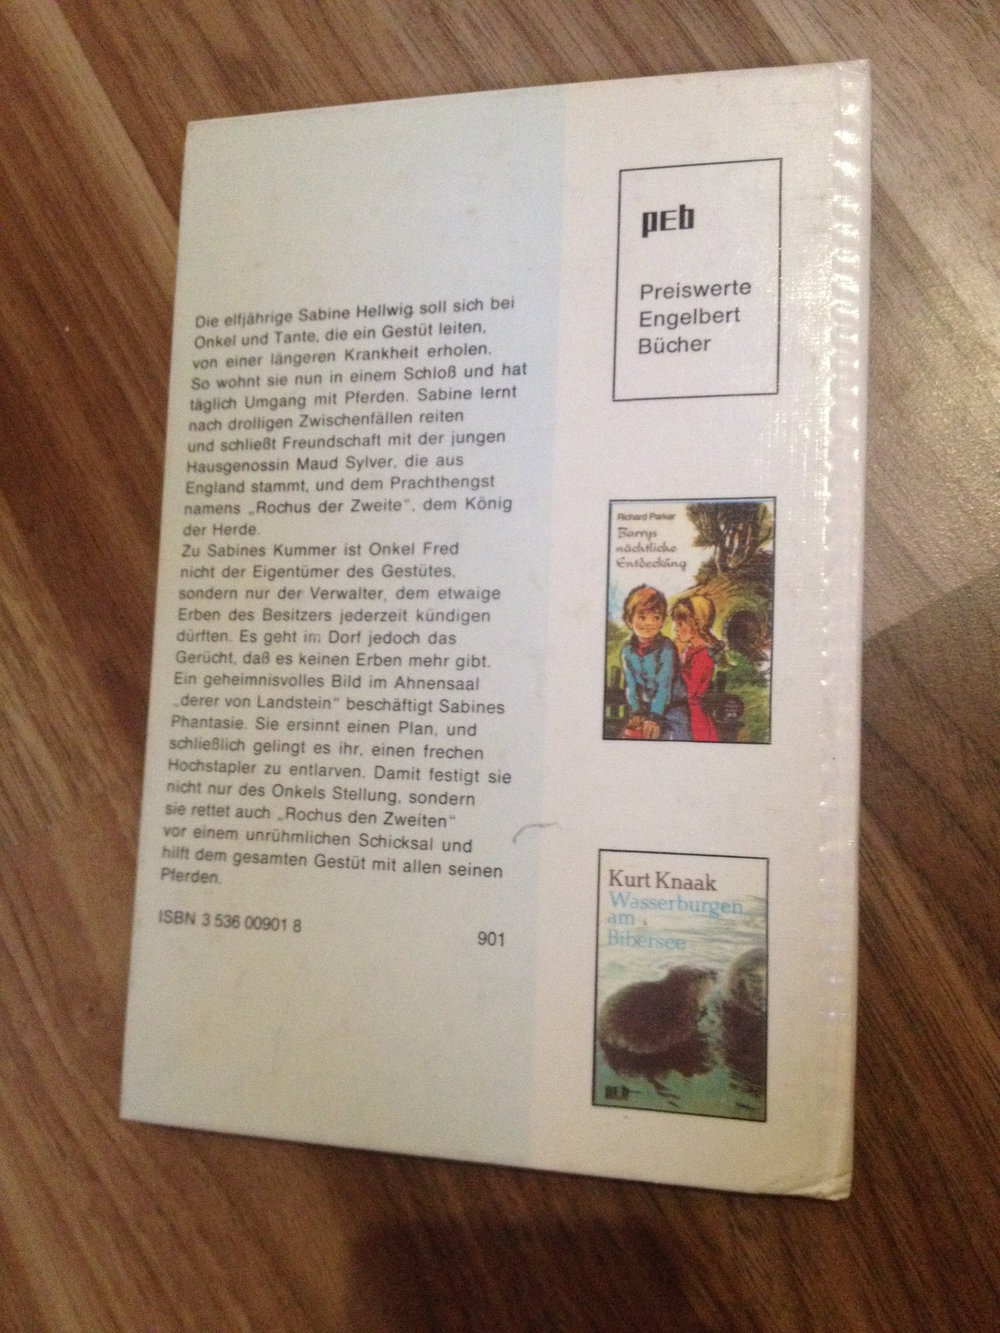 Die elfjährige Sabine Hellwig soll sich bei
Onkel und Tante, die ein Gestüt leiten,
von einer längeren Krankheit erholen.
So wohnt sie nun in einem Schloß und hat
täglich Umgang mit Pferden. Sabine lernt
nach drolligen Zwischenfällen reiten
und schließt Freundschaft mit der jungen
Hausgenossin Maud Sylver, die aus
England stammt, und dem Prachthengst
namens „Rochus der Zweite“, dem König
der Herde.
Zu Sabines Kummer ist Onkel Fred
nicht der Eigentümer des Gestütes,
sondern nur der Verwalter, dem etwaige
Erben des Besitzers jederzeit kündigen
dürften. Es geht im Dorf jedoch das
Gerücht, daß es keinen Erben mehr gibt.
Ein geheimnisvolles Bild im Ahnensaal
„derer von Landstein“ beschäftigt Sabines
Phantasie. Sie ersinnt einen Plan, und
schließlich gelingt es ihr, einen frechen
Hochstapler zu entlarven. Damit festigt sie
nicht nur des Onkels Stellung, sondern
sie rettet auch „Rochus den Zweiten“
vor einem unrühmlichen Schicksal und
hilft dem gesamten Gestüt mit allen seinen
Pferden.
ISBN 3 536 00901 8
901
pEb
Preiswerte
Engelbert
Bücher
Richard Parker
Barrys
nächtliche
Entdeckung
Kurt Knaak
Wasserburgen
am
Bibersee
pEb